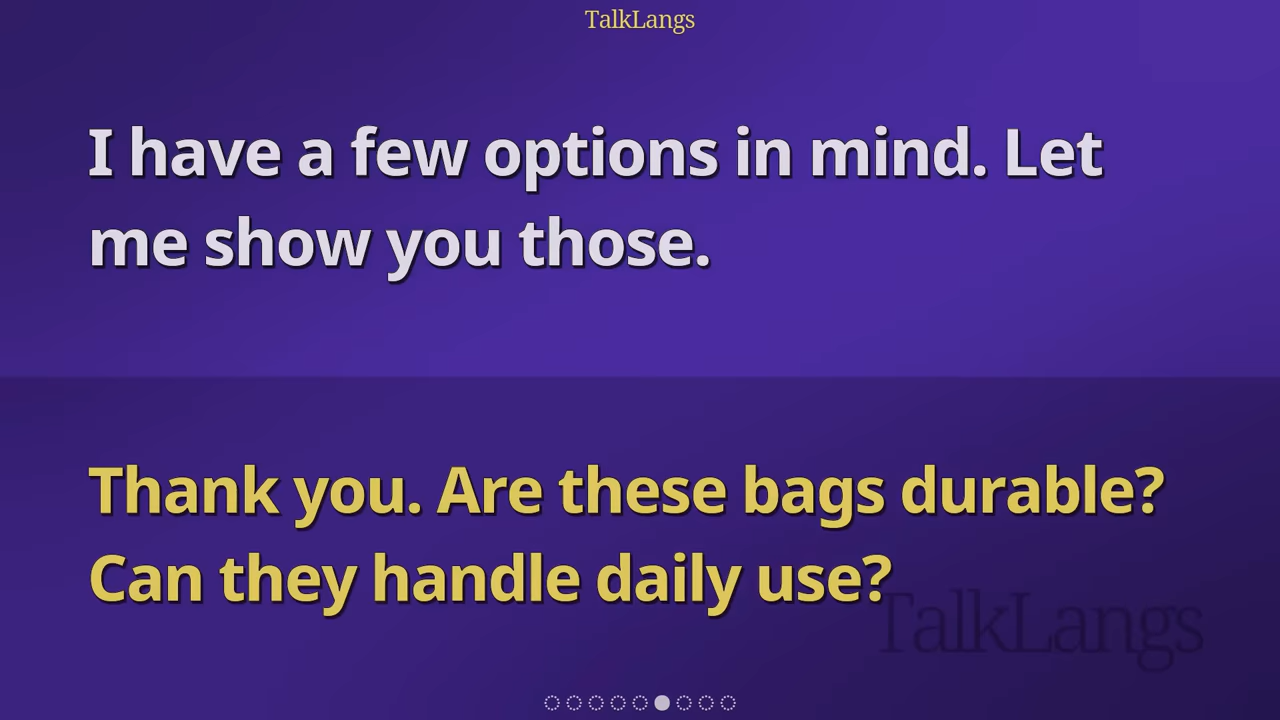 TalkLangs
I have a few options in mind. Let
me show you those.
Thank you. Are these bags durable?
Can they handle daily use?
TalkLangs